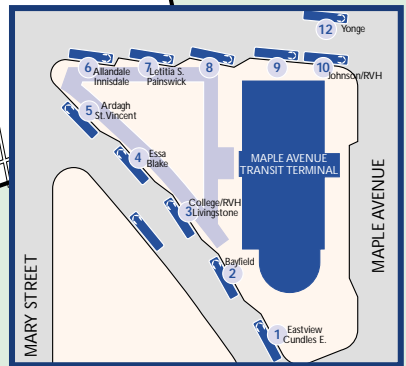 12 Yonge
6 Allandale
Innisdale
7 Letitia S.
Painswick
8
9
10 Johnson/RVH
5 Ardagh
St.Vincent
4 Essa
Blake
MAPLE AVENUE
TRANSIT TERMINAL
3 College/RVH
Livingstone
2 Bayfield
1 Eastview
Cundles E.
MARY STREET
MAPLE AVENUE